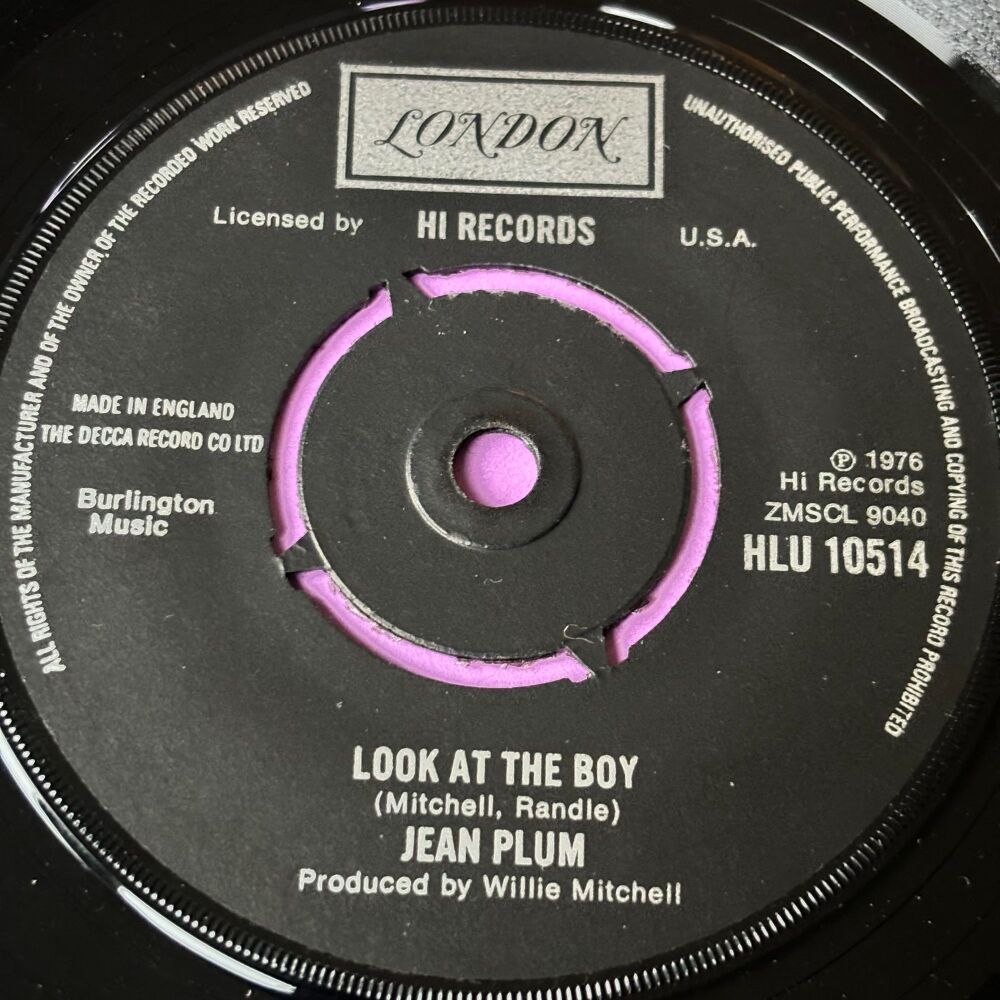 LONDON
Licensed by HI RECORDS U.S.A.
ALL RIGHTS OF THE MANUFACTURER AND OF THE OWNER OF THE RECORDED WORK RESERVED
UNAUTHORISED PUBLIC PERFORMANCE BROADCASTING AND COPYING OF THIS RECORD PROHIBITED
MADE IN ENGLAND
THE DECCA RECORD CO LTD
Burlington
Music
Ⓟ 1976
Hi Records
ZMSCL 9040
HLU 10514
LOOK AT THE BOY
(Mitchell, Randle)
JEAN PLUM
Produced by Willie Mitchell